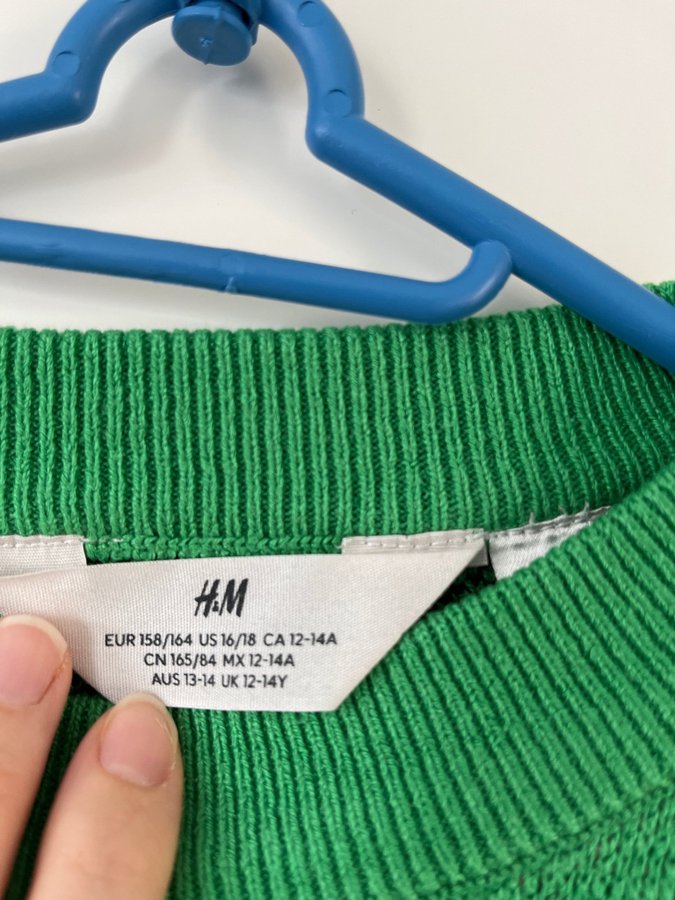 H&M
EUR 158/164 US 16/18 CA 12-14A
CN 165/84 MX 12-14A
AUS 13-14 UK 12-14Y